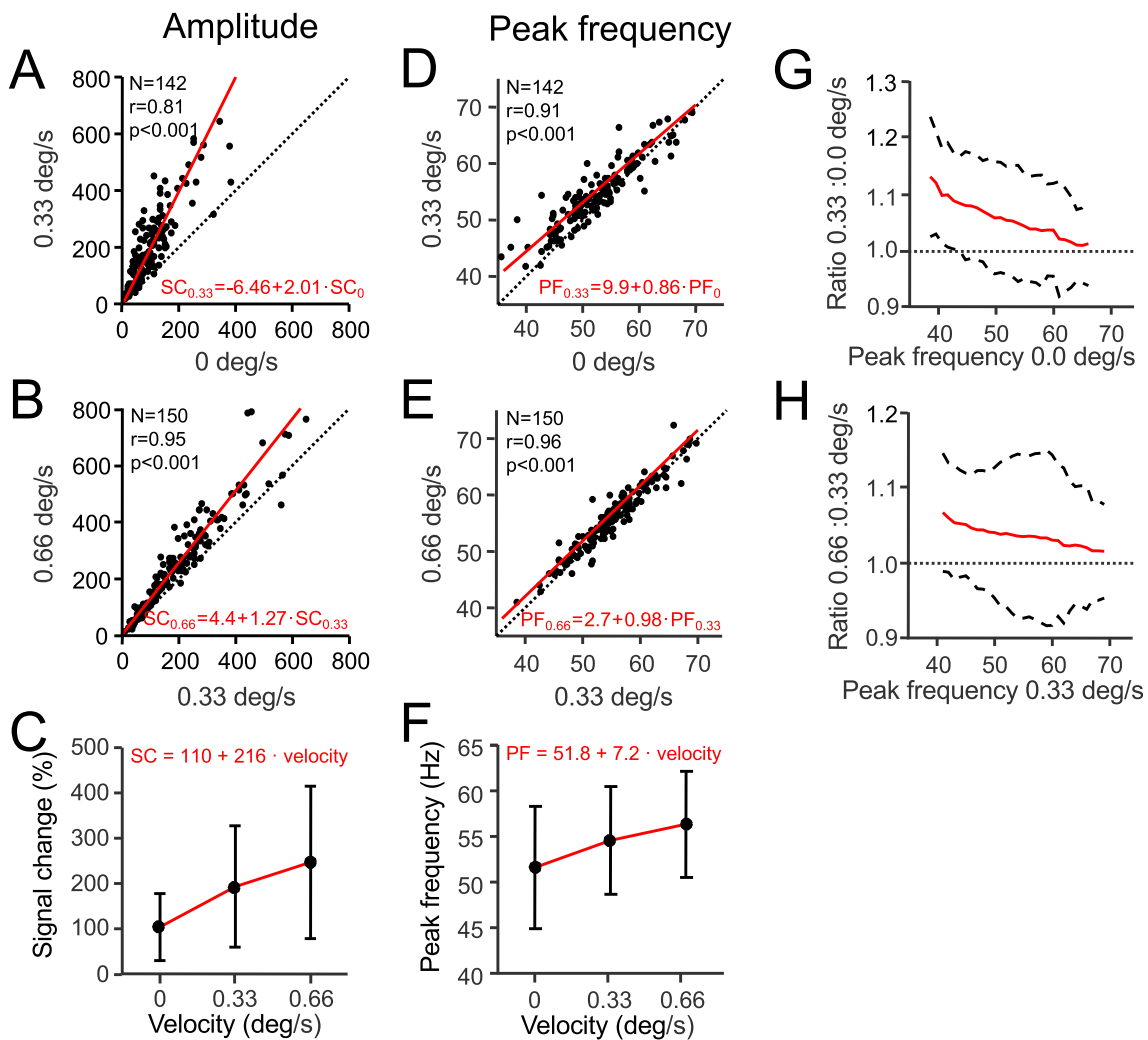 Amplitude
Peak frequency
A
800
600
400
200
0
0.33 deg/s
N=142
r=0.81
p<0.001
SC0.33=-6.46+2.01·SC0
0 200 400 600 800
0 deg/s
D
70
60
50
40
0.33 deg/s
N=142
r=0.91
p<0.001
PF0.33=9.9+0.86·PF0
40 50 60 70
0 deg/s
G
1.3
1.2
1.1
1.0
0.9
Ratio 0.33 :0.0 deg/s
40 50 60 70
Peak frequency 0.0 deg/s
B
800
600
400
200
0
0.66 deg/s
N=150
r=0.95
p<0.001
SC0.66=4.4+1.27·SC0.33
0 200 400 600 800
0.33 deg/s
E
70
60
50
40
0.66 deg/s
N=150
r=0.96
p<0.001
PF0.66=2.7+0.98·PF0.33
40 50 60 70
0.33 deg/s
H
1.2
1.1
1.0
0.9
Ratio 0.66 :0.33 deg/s
40 50 60 70
Peak frequency 0.33 deg/s
C
500
400
300
200
100
0
Signal change (%)
SC = 110 + 216 · velocity
0 0.33 0.66
Velocity (deg/s)
F
65
60
55
50
45
40
Peak frequency (Hz)
PF = 51.8 + 7.2 · velocity
0 0.33 0.66
Velocity (deg/s)